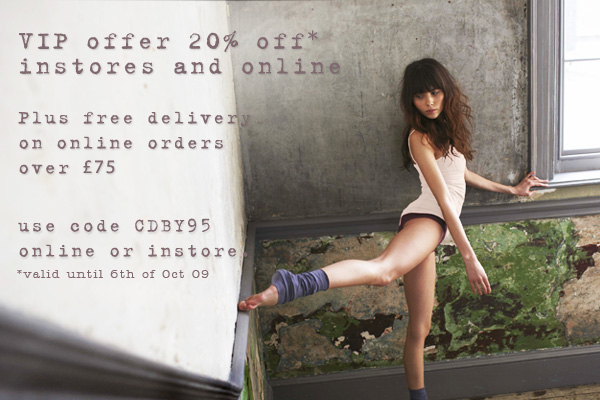 VIP offer 20% off*
instores and online
Plus free delivery
on online orders
over £75
use code CDBY95
online or instore
*valid until 6th of Oct 09